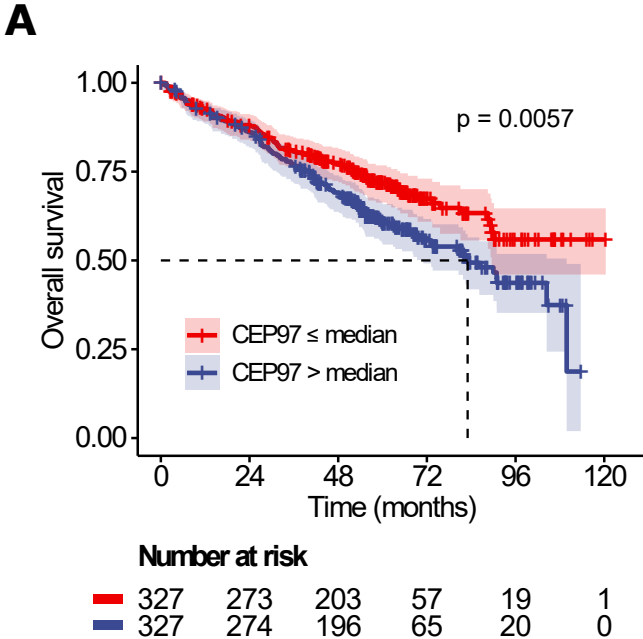 A
p = 0.0057
Overall survival
1.00
0.75
0.50
0.25
0.00
CEP97 ≤ median
CEP97 > median
0 24 48 72 96 120
Time (months)
Number at risk
327 273 203 57 19 1
327 274 196 65 20 0